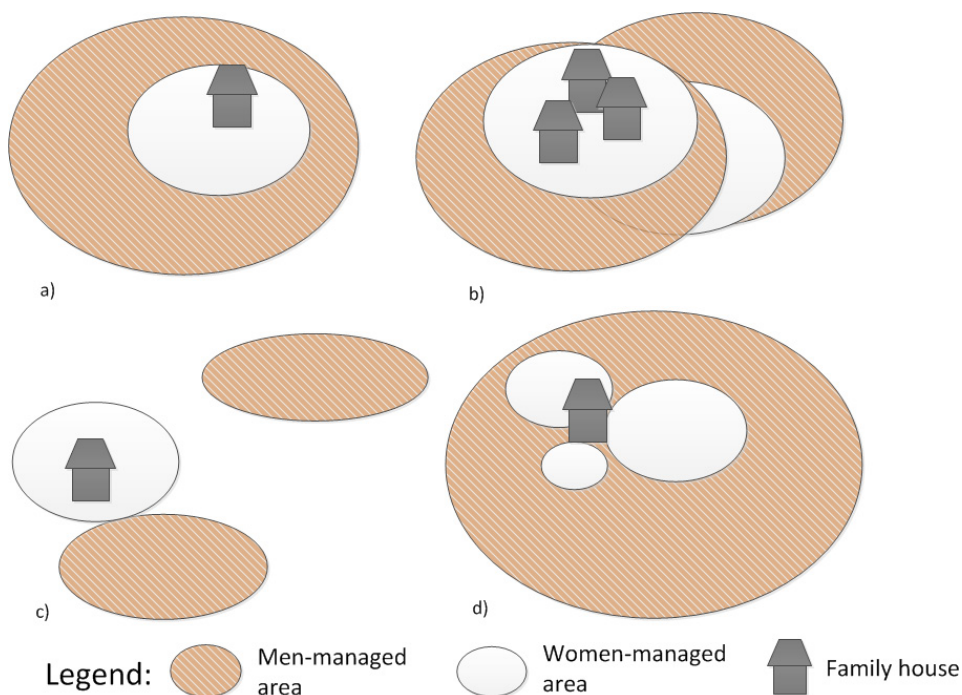 a)
b)
c)
d)
Legend:
Men-managed
area
Women-managed
area
Family house